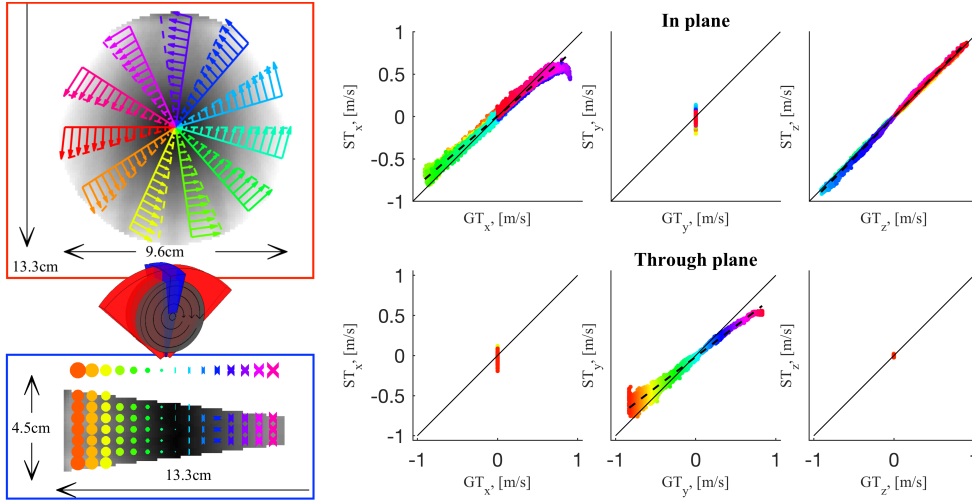 13.3cm
9.6cm
4.5cm
13.3cm
In plane
1
0.5
0
-0.5
-1
ST_x, [m/s]
GT_x, [m/s]
ST_y, [m/s]
GT_y, [m/s]
ST_z, [m/s]
GT_z, [m/s]
Through plane
1
0.5
0
-0.5
-1
ST_x, [m/s]
-1 0 1
GT_x, [m/s]
ST_y, [m/s]
-1 0 1
GT_y, [m/s]
ST_z, [m/s]
-1 0 1
GT_z, [m/s]